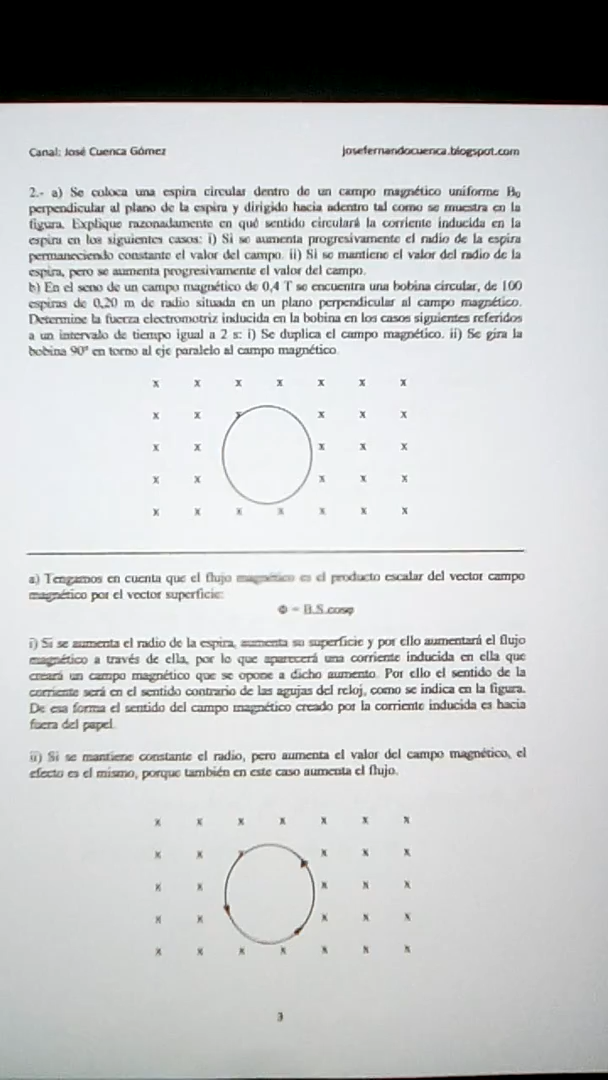 Canal: José Cuenca Gómez
josefernandocuenca.blogspot.com
2.- a) Se coloca una espira circular dentro de un campo magnético uniforme B₀
perpendicular al plano de la espira y dirigido hacia adentro tal como se muestra en la
figura. Explique razonadamente en qué sentido circulará la corriente inducida en la
espira en los siguientes casos: i) Si se aumenta progresivamente el radio de la espira
permaneciendo constante el valor del campo. ii) Si se mantiene el valor del radio de la
espira, pero se aumenta progresivamente el valor del campo.
b) En el seno de un campo magnético de 0,4 T se encuentra una bobina circular, de 100
espiras de 0,20 m de radio situada en un plano perpendicular al campo magnético.
Determine la fuerza electromotriz inducida en la bobina en los casos siguientes referidos
a un intervalo de tiempo igual a 2 s: i) Se duplica el campo magnético. ii) Se gira la
bobina 90º en torno al eje paralelo al campo magnético.
x x x x x x x
x x x x x x
x x x x x
x x x x x
x x x x x x x
a) Tengamos en cuenta que el flujo magnético es el producto escalar del vector campo
magnético por el vector superficie:
Φ = B.S.cosφ
i) Si se aumenta el radio de la espira, aumenta su superficie y por ello aumentará el flujo
magnético a través de ella, por lo que aparecerá una corriente inducida en ella que
creará un campo magnético que se opone a dicho aumento. Por ello el sentido de la
corriente será en el sentido contrario de las agujas del reloj, como se indica en la figura.
De esa forma el sentido del campo magnético creado por la corriente inducida es hacia
fuera del papel.
ii) Si se mantiene constante el radio, pero aumenta el valor del campo magnético, el
efecto es el mismo, porque también en este caso aumenta el flujo.
x x x x x x x
x x x x x x
x x x x x
x x x x x
x x x x x x x
3